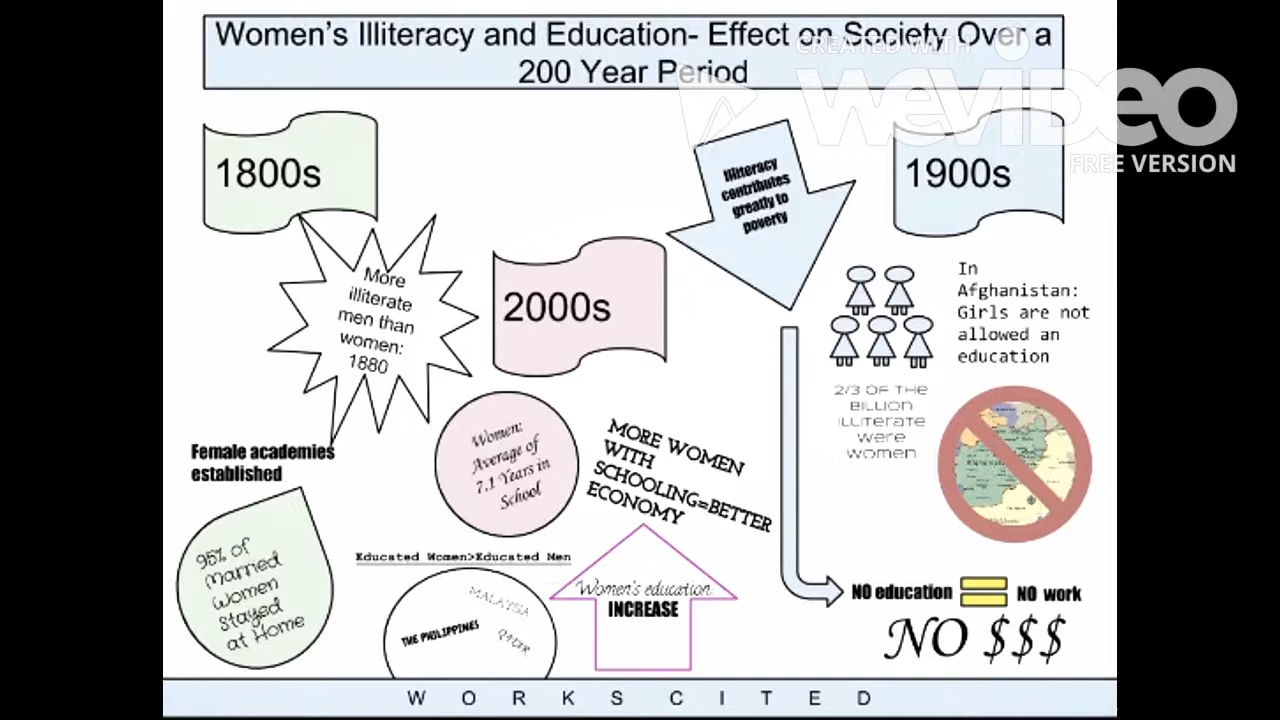 Women's Illiteracy and Education- Effect on Society Over a
200 Year Period
CREATED WITH
wevideo
FREE VERSION
1800s
More
illiterate
men than
women:
1880
Female academies
established
95% of
Married
Women
Stayed
at Home
2000s
Women:
Average of
7.1 Years in
School
MORE WOMEN
WITH
SCHOOLING=BETTER
ECONOMY
Educated Women>Educated Men
MALAYSIA
THE PHILIPPINES
QATAR
Women's education
INCREASE
Illiteracy
contributes
greatly to
poverty
1900s
In
Afghanistan:
Girls are not
allowed an
education
2/3 OF THE
BILLION
ILLITERATE
WERE
WOMEN
NO education
NO work
NO $$$
WORKS CITED